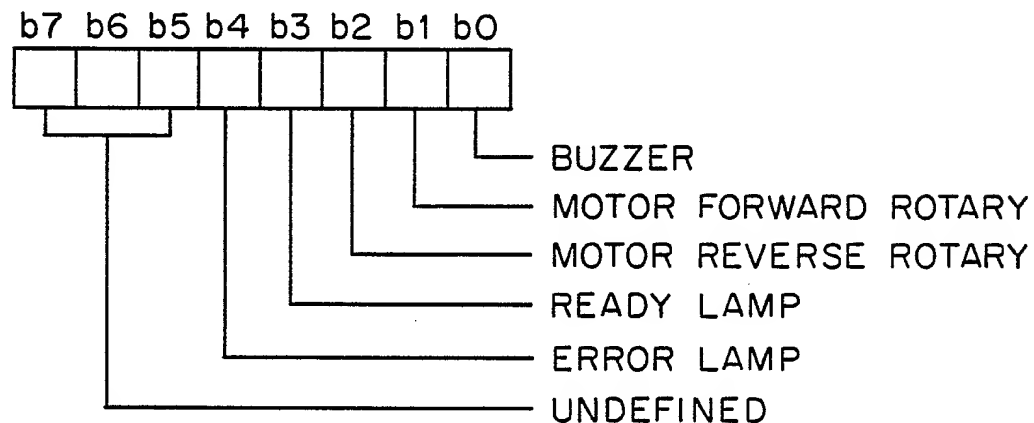 b7 b6 b5 b4 b3 b2 b1 b0
BUZZER
MOTOR FORWARD ROTARY
MOTOR REVERSE ROTARY
READY LAMP
ERROR LAMP
UNDEFINED